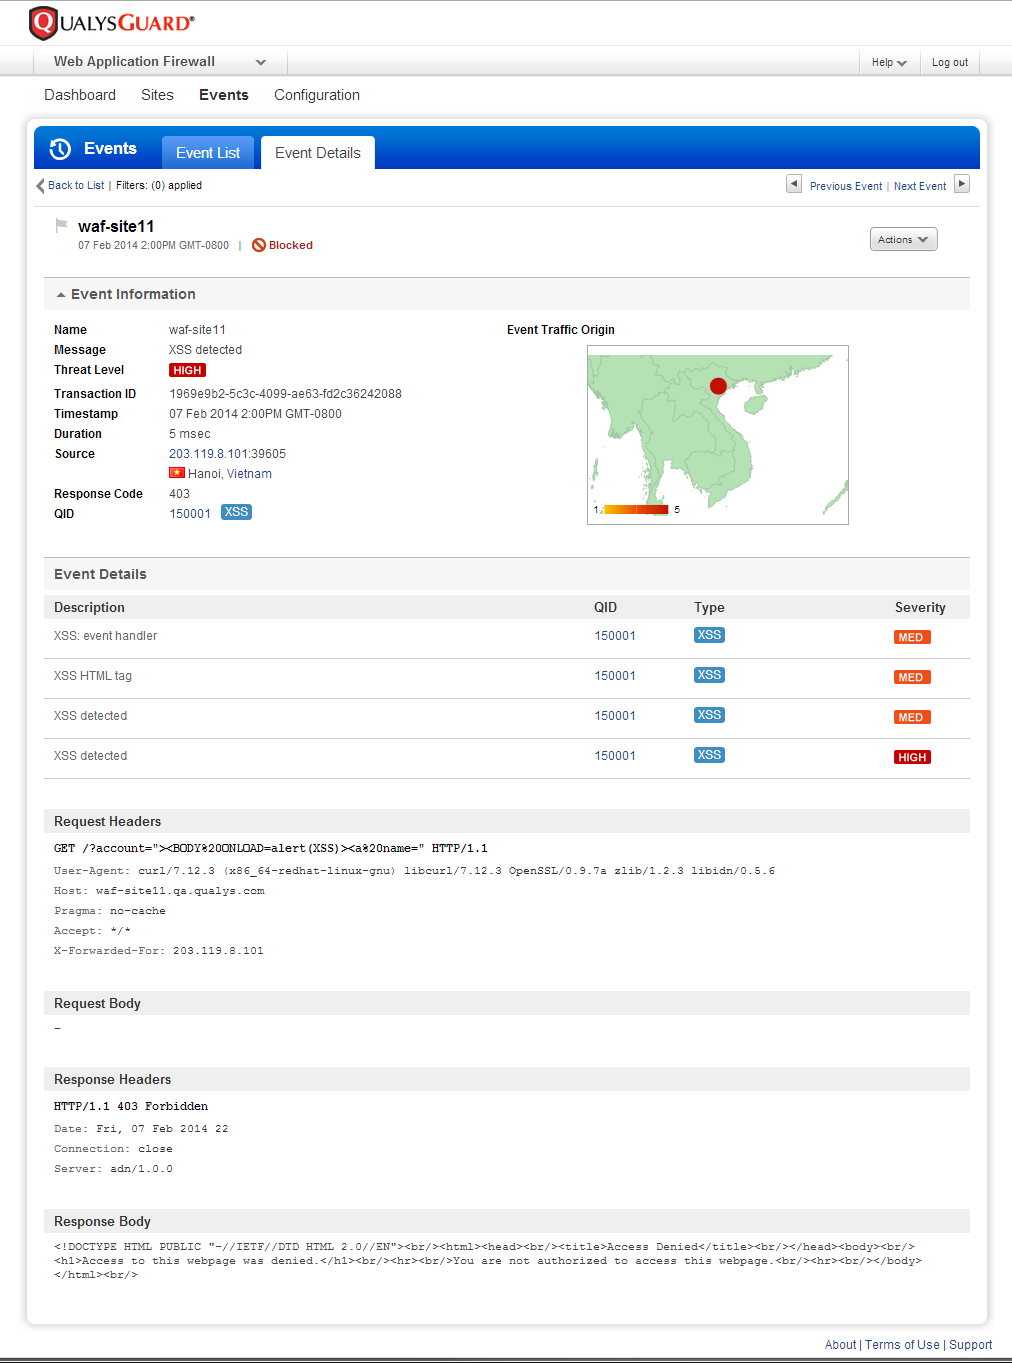 QUALYSGUARD®
Web Application Firewall
Help
Log out
Dashboard Sites Events Configuration
Events Event List Event Details
Back to List | Filters: (0) applied
Previous Event | Next Event
waf-site11
07 Feb 2014 2:00PM GMT-0800 | Blocked
Actions
Event Information
Name waf-site11
Message XSS detected
Threat Level HIGH
Transaction ID 1969e9b2-5c3c-4099-ae63-fd2c36242088
Timestamp 07 Feb 2014 2:00PM GMT-0800
Duration 5 msec
Source 203.119.8.101:39605
Hanoi, Vietnam
Response Code 403
QID 150001 XSS
Event Traffic Origin
1 5
Event Details
Description QID Type Severity
XSS: event handler 150001 XSS MED
XSS HTML tag 150001 XSS MED
XSS detected 150001 XSS MED
XSS detected 150001 XSS HIGH
Request Headers
GET /?account="><BODY%20ONLOAD=alert(XSS)><a%20name=" HTTP/1.1
User-Agent: curl/7.12.3 (x86_64-redhat-linux-gnu) libcurl/7.12.3 OpenSSL/0.9.7a zlib/1.2.3 libidn/0.5.6
Host: waf-site11.qa.qualys.com
Pragma: no-cache
Accept: */*
X-Forwarded-For: 203.119.8.101
Request Body
-
Response Headers
HTTP/1.1 403 Forbidden
Date: Fri, 07 Feb 2014 22
Connection: close
Server: adn/1.0.0
Response Body
<!DOCTYPE HTML PUBLIC "-//IETF//DTD HTML 2.0//EN"><br/><html><head><br/><title>Access Denied</title><br/></head><body><br/>
<h1>Access to this webpage was denied.</h1><br/><hr><br/>You are not authorized to access this webpage.<br/><hr><br/></body>
</html><br/>
About | Terms of Use | Support